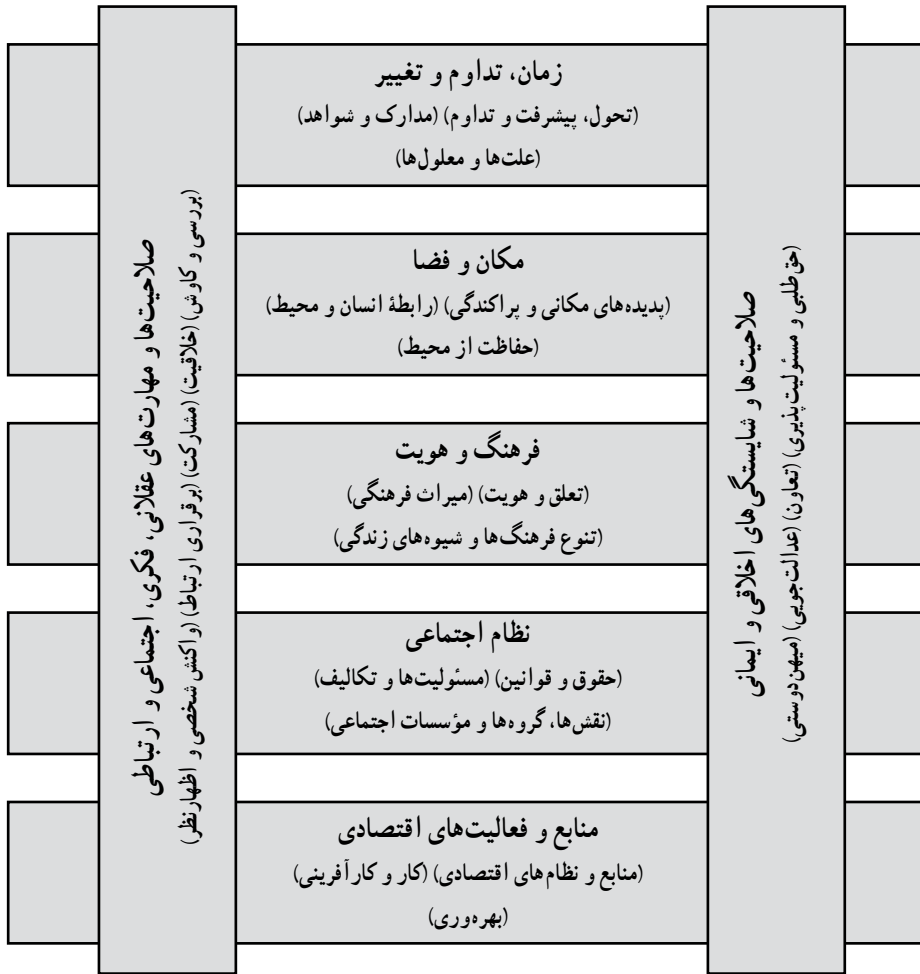 زمان، تداوم و تغییر
(تحول، پیشرفت و تداوم) (مدارک و شواهد)
(علت‌ها و معلول‌ها)
مکان و فضا
(پدیده‌های مکانی و پراکندگی) (رابطهٔ انسان و محیط)
(حفاظت از محیط)
فرهنگ و هویت
(تعلق و هویت) (میراث فرهنگی)
(تنوع فرهنگ‌ها و شیوه‌های زندگی)
نظام اجتماعی
(حقوق و قوانین) (مسئولیت‌ها و تکالیف)
(نقش‌ها، گروه‌ها و مؤسسات اجتماعی)
منابع و فعالیت‌های اقتصادی
(منابع و نظام‌های اقتصادی) (کار و کارآفرینی)
(بهره‌وری)
صلاحیت‌ها و شایستگی‌های اخلاقی و ایمانی
(حق‌طلبی و مسئولیت‌پذیری) (تعاون) (عدالت‌جویی) (میهن‌دوستی)
صلاحیت‌ها و مهارت‌های عقلانی، فکری، اجتماعی و ارتباطی
(بررسی و کاوش) (خلاقیت) (مشارکت) (برقراری ارتباط) (واکنش شخصی و اظهارنظر)